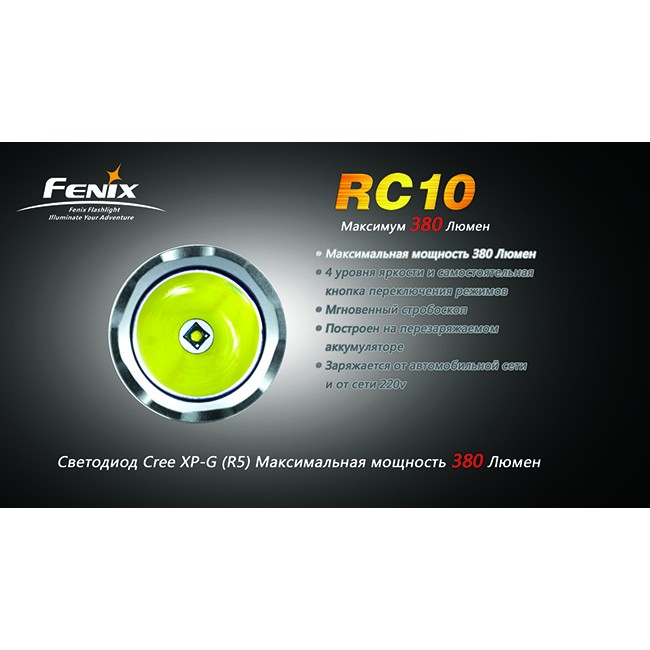 FENIX
Fenix Flashlight
Illuminate Your Adventure
RC10
Максимум 380 Люмен
Максимальная мощность 380 Люмен
4 уровня яркости и самостоятельная
кнопка переключения режимов
Мгновенный стробоскоп
Построен на перезаряжаемом
аккумуляторе
Заряжается от автомобильной сети
и от сети 220v
Светодиод Cree XP-G (R5) Максимальная мощность 380 Люмен